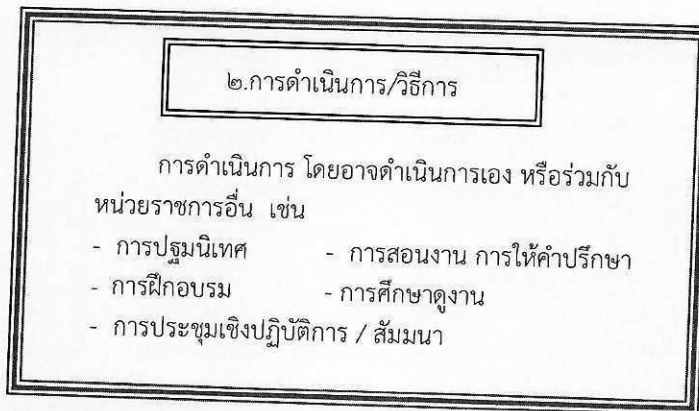 ๒.การดำเนินการ/วิธีการ
การดำเนินการ โดยอาจดำเนินการเอง หรือร่วมกับ
หน่วยราชการอื่น เช่น
- การปฐมนิเทศ - การสอนงาน การให้คำปรึกษา
- การฝึกอบรม - การศึกษาดูงาน
- การประชุมเชิงปฏิบัติการ / สัมมนา